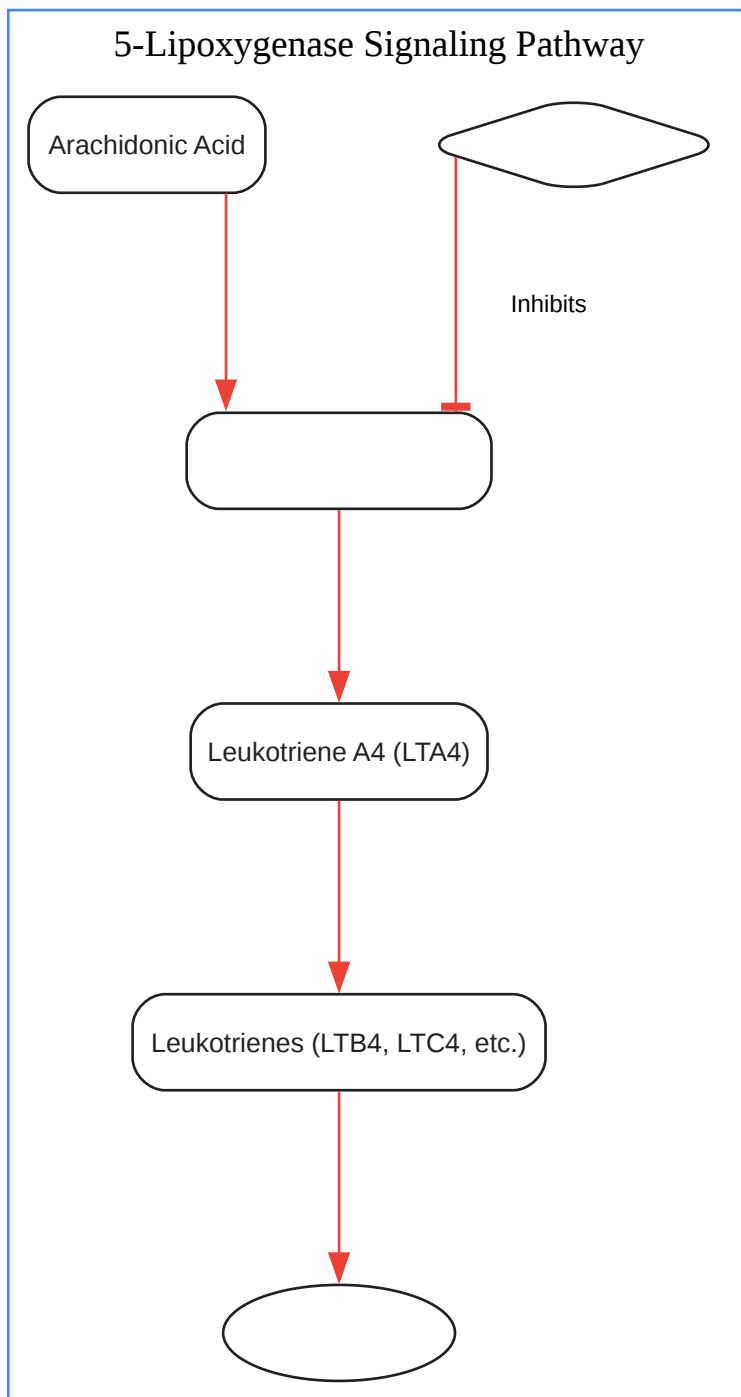 5-Lipoxygenase Signaling Pathway
Arachidonic Acid
Inhibits
Leukotriene A4 (LTA4)
Leukotrienes (LTB4, LTC4, etc.)